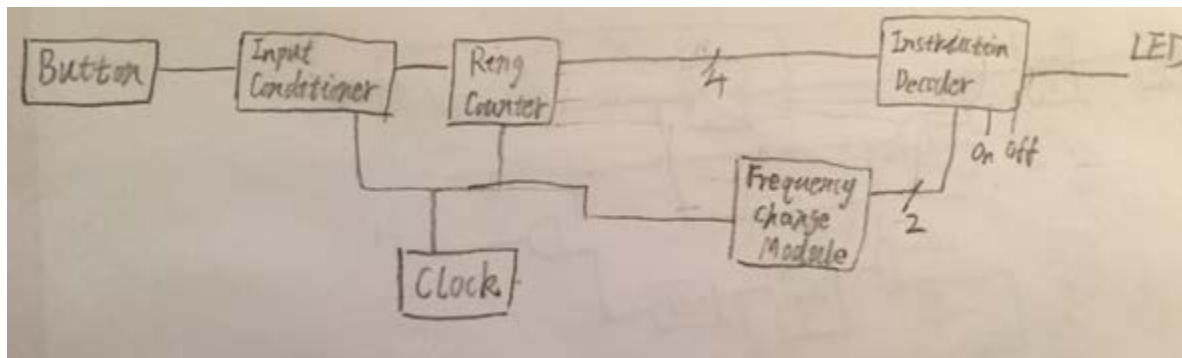 Button
Input
Conditioner
Ring
Counter
4
Instruction
Decoder
LED
On Off
Frequency
Change
Module
2
Clock